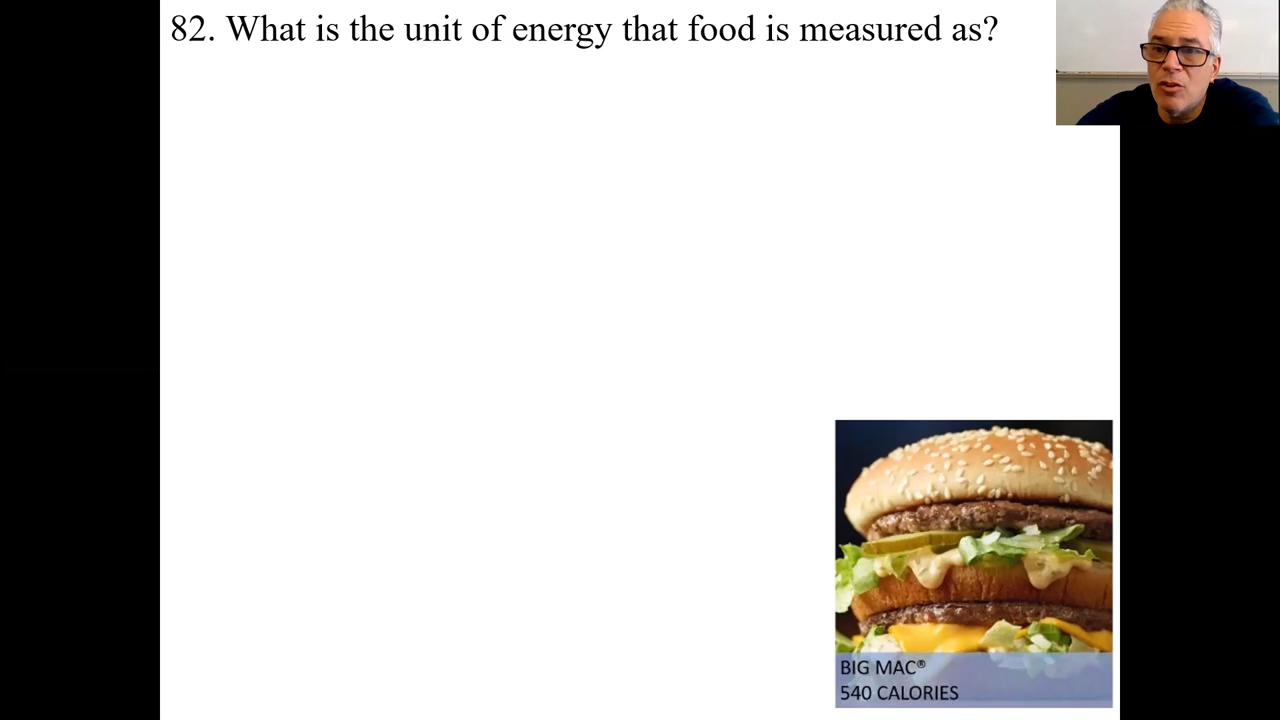 82. What is the unit of energy that food is measured as?
BIG MAC®
540 CALORIES